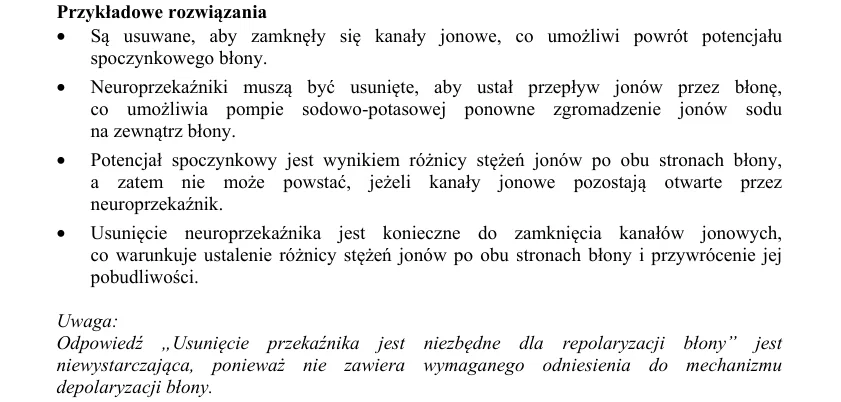 Przykładowe rozwiązania
• Są usuwane, aby zamknęły się kanały jonowe, co umożliwi powrót potencjału
spoczynkowego błony.
• Neuroprzekaźniki muszą być usunięte, aby ustał przepływ jonów przez błonę,
co umożliwia pompie sodowo-potasowej ponowne zgromadzenie jonów sodu
na zewnątrz błony.
• Potencjał spoczynkowy jest wynikiem różnicy stężeń jonów po obu stronach błony,
a zatem nie może powstać, jeżeli kanały jonowe pozostają otwarte przez
neuroprzekaźnik.
• Usunięcie neuroprzekaźnika jest konieczne do zamknięcia kanałów jonowych,
co warunkuje ustalenie różnicy stężeń jonów po obu stronach błony i przywrócenie jej
pobudliwości.
Uwaga:
Odpowiedź „Usunięcie przekaźnika jest niezbędne dla repolaryzacji błony” jest
niewystarczająca, ponieważ nie zawiera wymaganego odniesienia do mechanizmu
depolaryzacji błony.